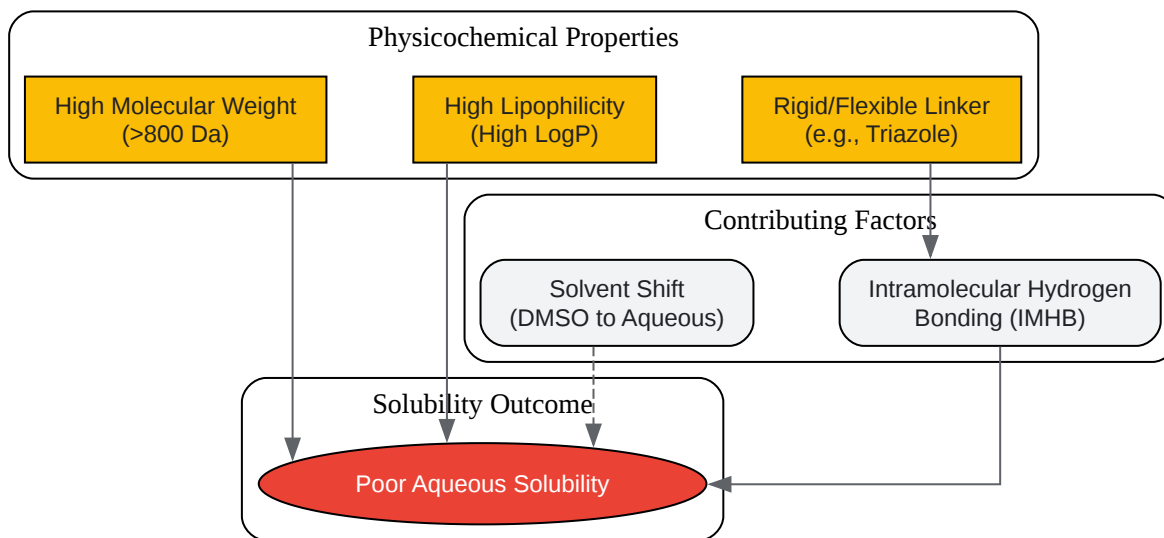 Physicochemical Properties
High Molecular Weight
(>800 Da)
High Lipophilicity
(High LogP)
Rigid/Flexible Linker
(e.g., Triazole)
Contributing Factors
Solvent Shift
(DMSO to Aqueous)
Intramolecular Hydrogen
Bonding (IMHB)
Solubility Outcome
Poor Aqueous Solubility